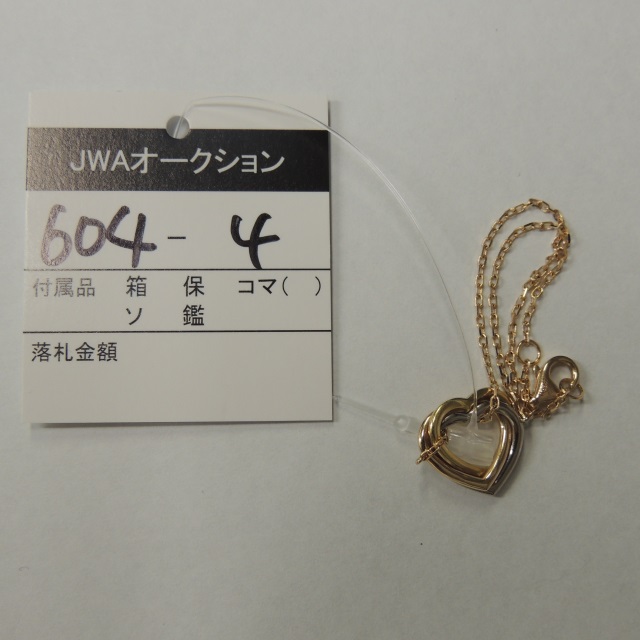 JWAオークション
604-4
付属品 箱 保 コマ( )
ソ 鑑
落札金額